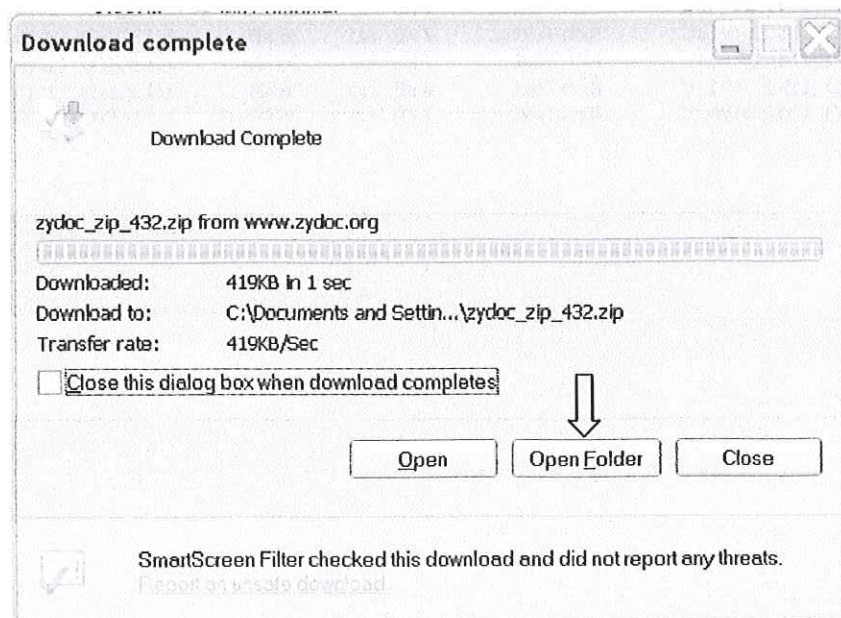 Download complete
Download Complete
zydoc_zip_432.zip from www.zydoc.org
Downloaded: 419KB in 1 sec
Download to: C:\Documents and Settin...\zydoc_zip_432.zip
Transfer rate: 419KB/Sec
Close this dialog box when download completes
Open Open Folder Close
SmartScreen Filter checked this download and did not report any threats.
Report an unsafe download